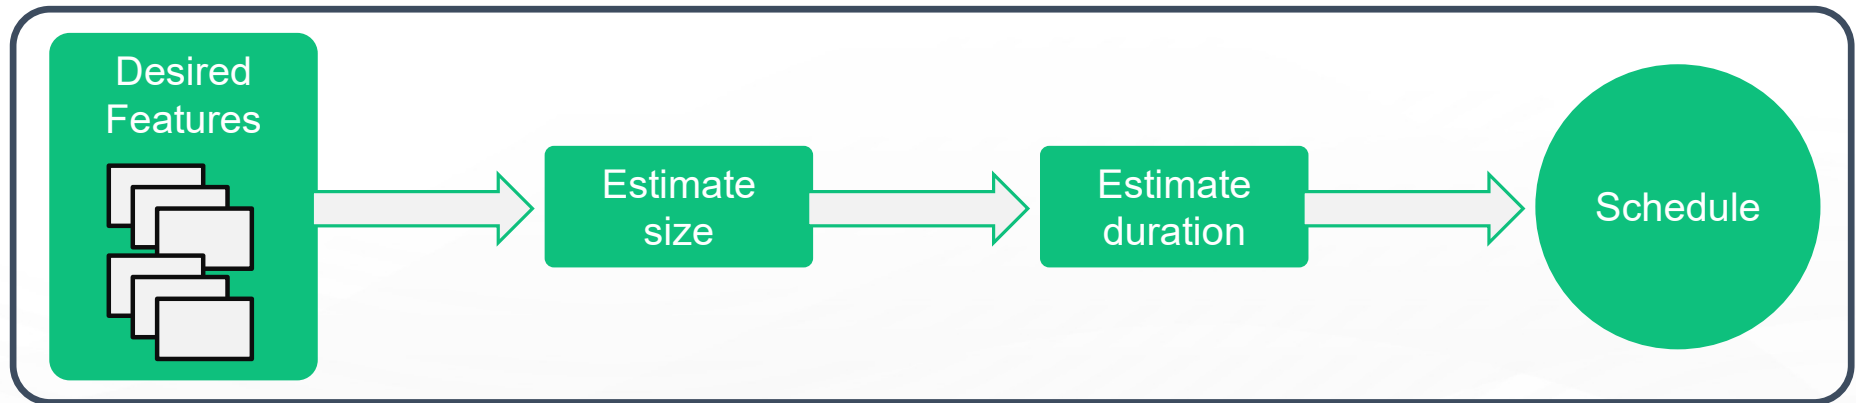 Desired
Features
Estimate
size
Estimate
duration
Schedule